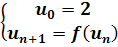 u₀ = 2
uₙ₊₁ = f(uₙ)